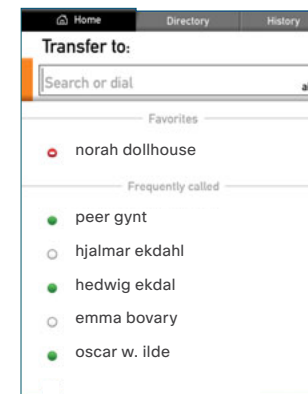 Home Directory History
Transfer to:
Search or dial
Favorites
norah dollhouse
Frequently called
peer gynt
hjalmar ekdahl
hedwig ekdal
emma bovary
oscar w. ilde